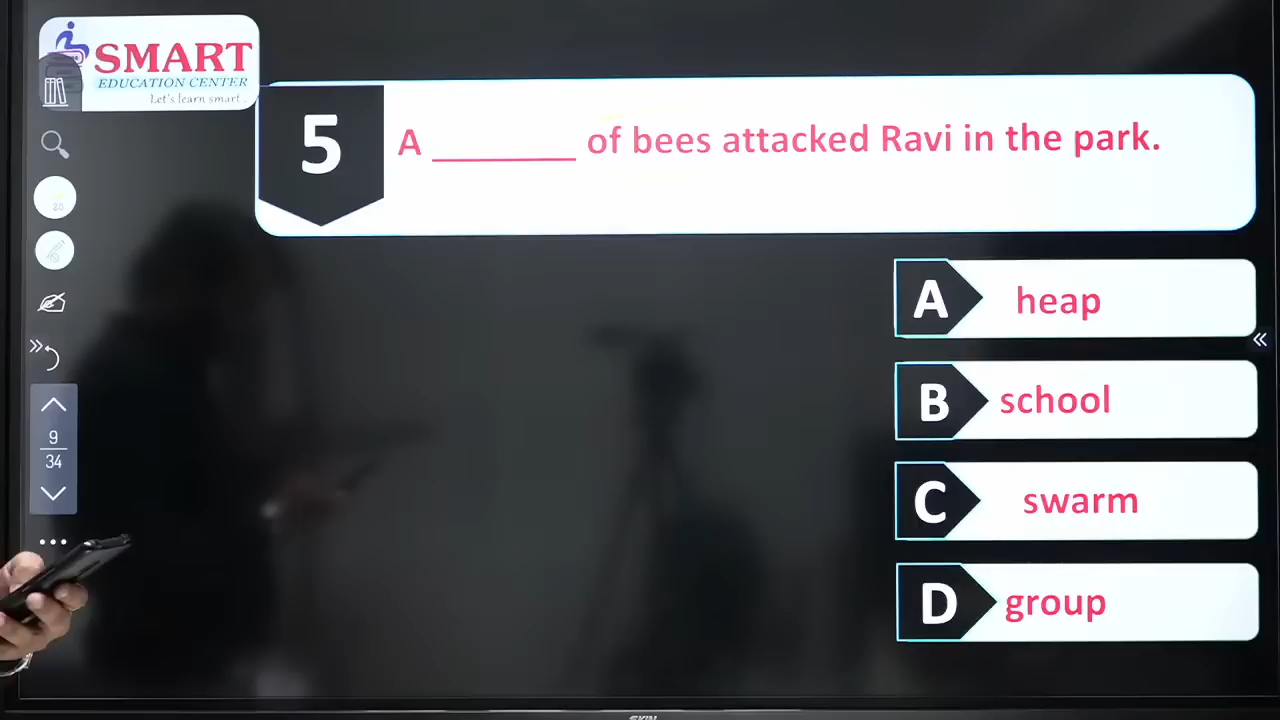 SMART
EDUCATION CENTER
Let's learn smart.
5
A ________ of bees attacked Ravi in the park.
A heap
B school
C swarm
D group
20
9
34